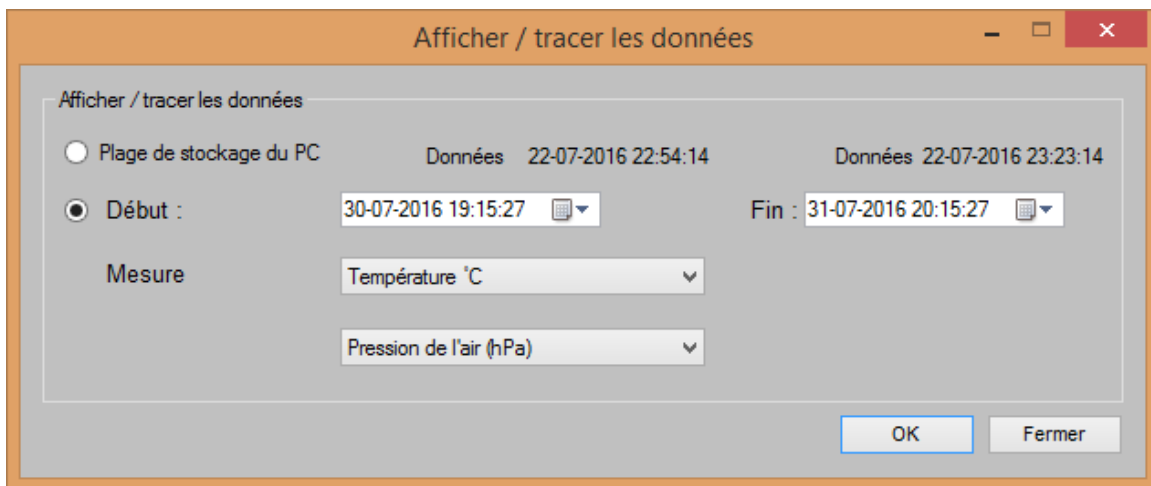 Afficher / tracer les données
Afficher / tracer les données
Plage de stockage du PC Données 22-07-2016 22:54:14 Données 22-07-2016 23:23:14
Début : 30-07-2016 19:15:27 Fin : 31-07-2016 20:15:27
Mesure Température °C
Pression de l'air (hPa)
OK Fermer